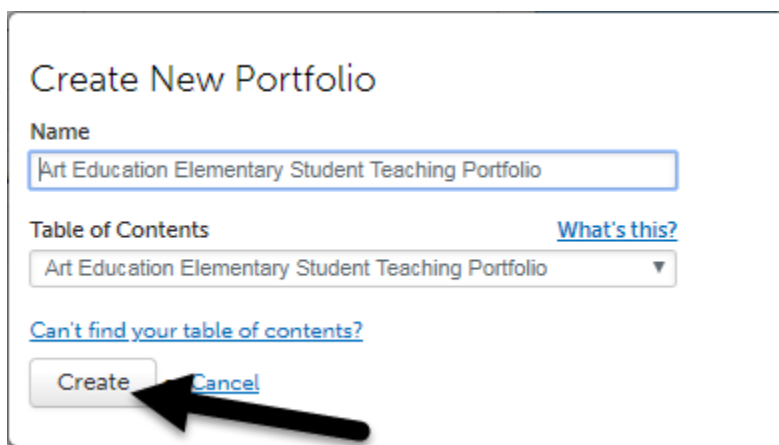 Create New Portfolio
Name
Art Education Elementary Student Teaching Portfolio
Table of Contents What's this?
Art Education Elementary Student Teaching Portfolio
Can't find your table of contents?
Create Cancel